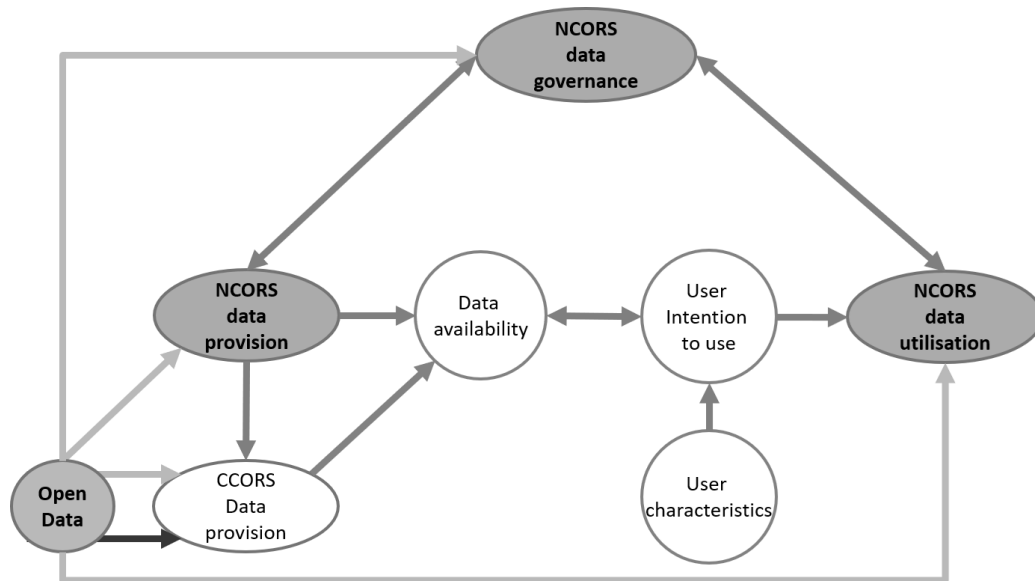 NCORS
data
governance
NCORS
data
provision
Data
availability
User
Intention
to use
NCORS
data
utilisation
Open
Data
CCORS
Data
provision
User
characteristics